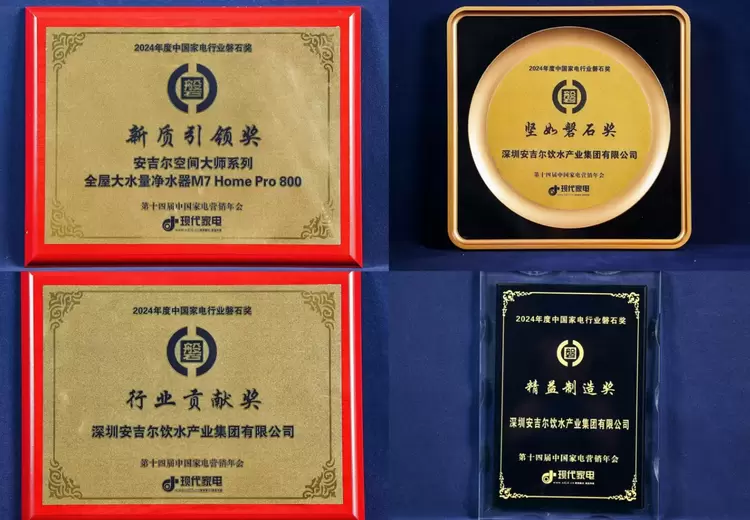 2024年度中国家电行业磐石奖
磐
新质引领奖
安吉尔空间大师系列
全屋大水量净水器M7 Home Pro 800
第十四届中国家电营销年会
现代家电
2024年度中国家电行业磐石奖
磐
坚如磐石奖
深圳安吉尔饮水产业集团有限公司
第十四届中国家电营销年会
现代家电
2024年度中国家电行业磐石奖
磐
行业贡献奖
深圳安吉尔饮水产业集团有限公司
第十四届中国家电营销年会
现代家电
2024年度中国家电行业磐石奖
磐
精益制造奖
深圳安吉尔饮水产业集团有限公司
第十四届中国家电营销年会
现代家电